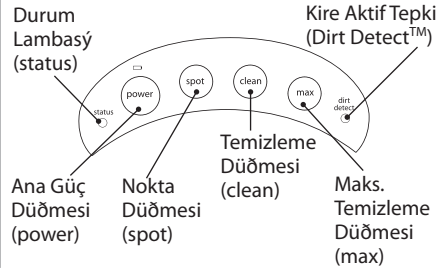 Durum
Lambasý
(status)
Kire Aktif Tepki
(Dirt Detect™)
status
power
spot
clean
max
dirt
detect
Ana Güç
Düðmesi
(power)
Nokta
Düðmesi
(spot)
Temizleme
Düðmesi
(clean)
Maks.
Temizleme
Düðmesi
(max)